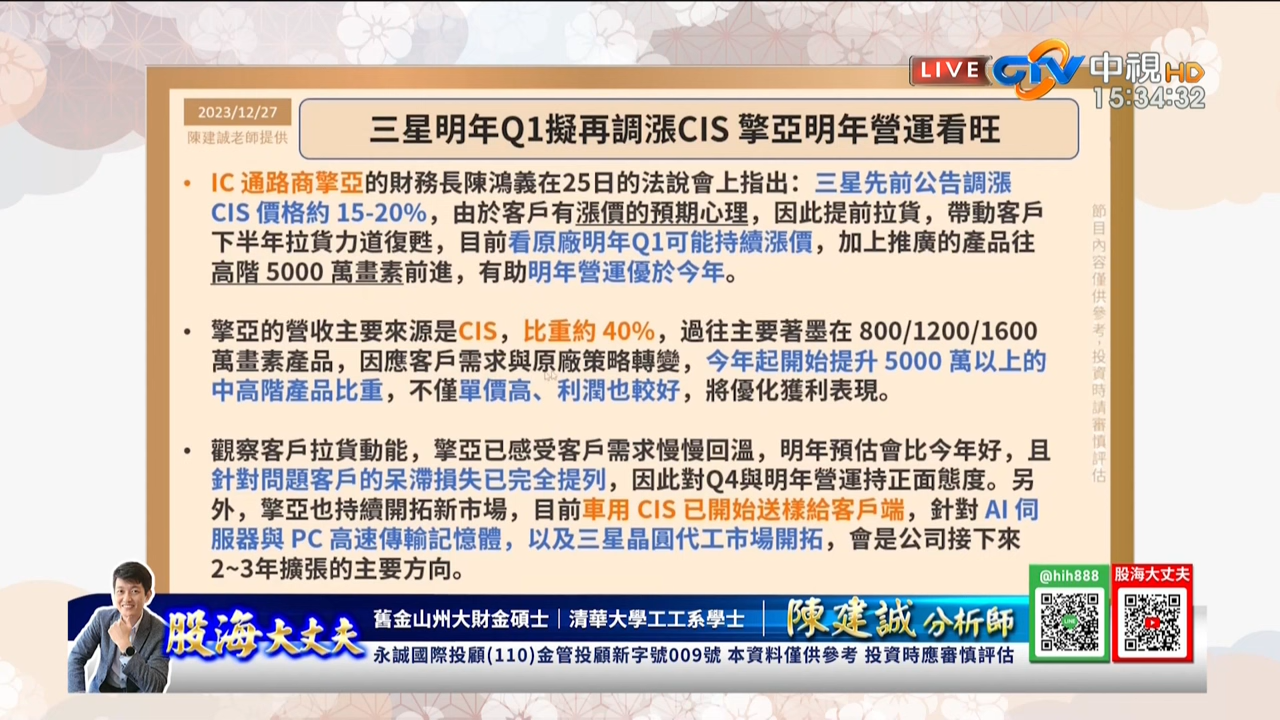 LIVE CTV 中視HD
15:34:32
2023/12/27
陳建誠老師提供
三星明年Q1擬再調漲CIS 擎亞明年營運看旺
• IC 通路商擎亞的財務長陳鴻義在25日的法說會上指出：三星先前公告調漲
CIS 價格約 15-20%，由於客戶有漲價的預期心理，因此提前拉貨，帶動客戶
下半年拉貨力道復甦，目前看原廠明年Q1可能持續漲價，加上推廣的產品往
高階 5000 萬畫素前進，有助明年營運優於今年。
• 擎亞的營收主要來源是CIS，比重約 40%，過往主要著墨在 800/1200/1600
萬畫素產品，因應客戶需求與原廠策略轉變，今年起開始提升 5000 萬以上的
中高階產品比重，不僅單價高、利潤也較好，將優化獲利表現。
• 觀察客戶拉貨動能，擎亞已感受客戶需求慢慢回溫，明年預估會比今年好，且
針對問題客戶的呆滯損失已完全提列，因此對Q4與明年營運持正面態度。另
外，擎亞也持續開拓新市場，目前車用 CIS 已開始送樣給客戶端，針對 AI 伺
服器與 PC 高速傳輸記憶體，以及三星晶圓代工市場開拓，會是公司接下來
2~3年擴張的主要方向。
節目內容僅供參考，投資時請審慎評估
股海大丈夫
舊金山州大財金碩士｜清華大學工工系學士
陳建誠 分析師
永誠國際投顧(110)金管投顧新字號009號 本資料僅供參考 投資時應審慎評估
@hih888
LINE
股海大丈夫